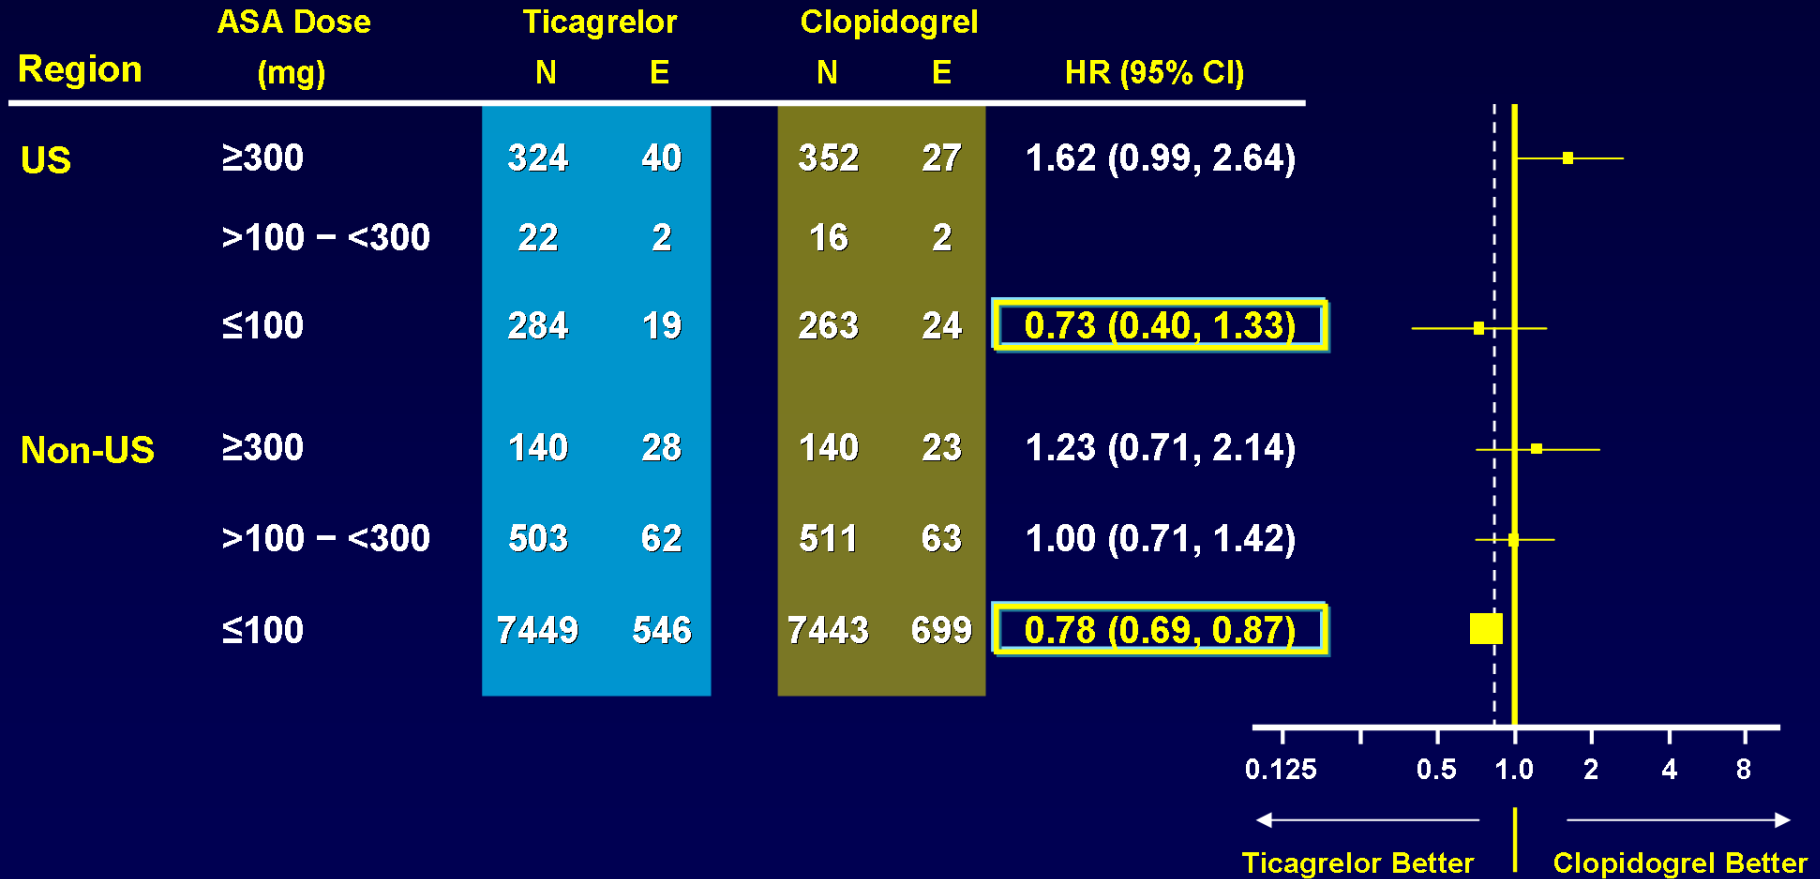 ASA Dose Ticagrelor Clopidogrel
Region (mg) N E N E HR (95% CI)
US ≥300 324 40 352 27 1.62 (0.99, 2.64)
>100 – <300 22 2 16 2
≤100 284 19 263 24 0.73 (0.40, 1.33)
Non-US ≥300 140 28 140 23 1.23 (0.71, 2.14)
>100 – <300 503 62 511 63 1.00 (0.71, 1.42)
≤100 7449 546 7443 699 0.78 (0.69, 0.87)
0.125 0.5 1.0 2 4 8
Ticagrelor Better Clopidogrel Better